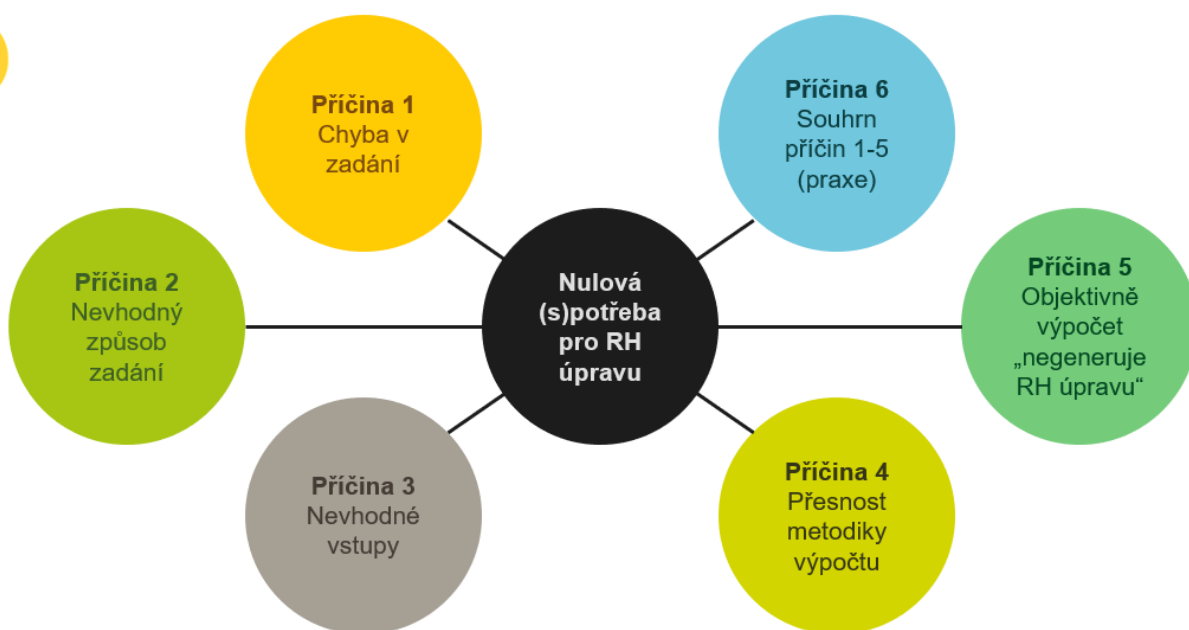 Příčina 1
Chyba v
zadání
Příčina 6
Souhrn
příčin 1-5
(praxe)
Příčina 2
Nevhodný
způsob
zadání
Nulová
(s)potřeba
pro RH
úpravu
Příčina 5
Objektivně
výpočet
„negeneruje
RH úpravu“
Příčina 3
Nevhodné
vstupy
Příčina 4
Přesnost
metodiky
výpočtu